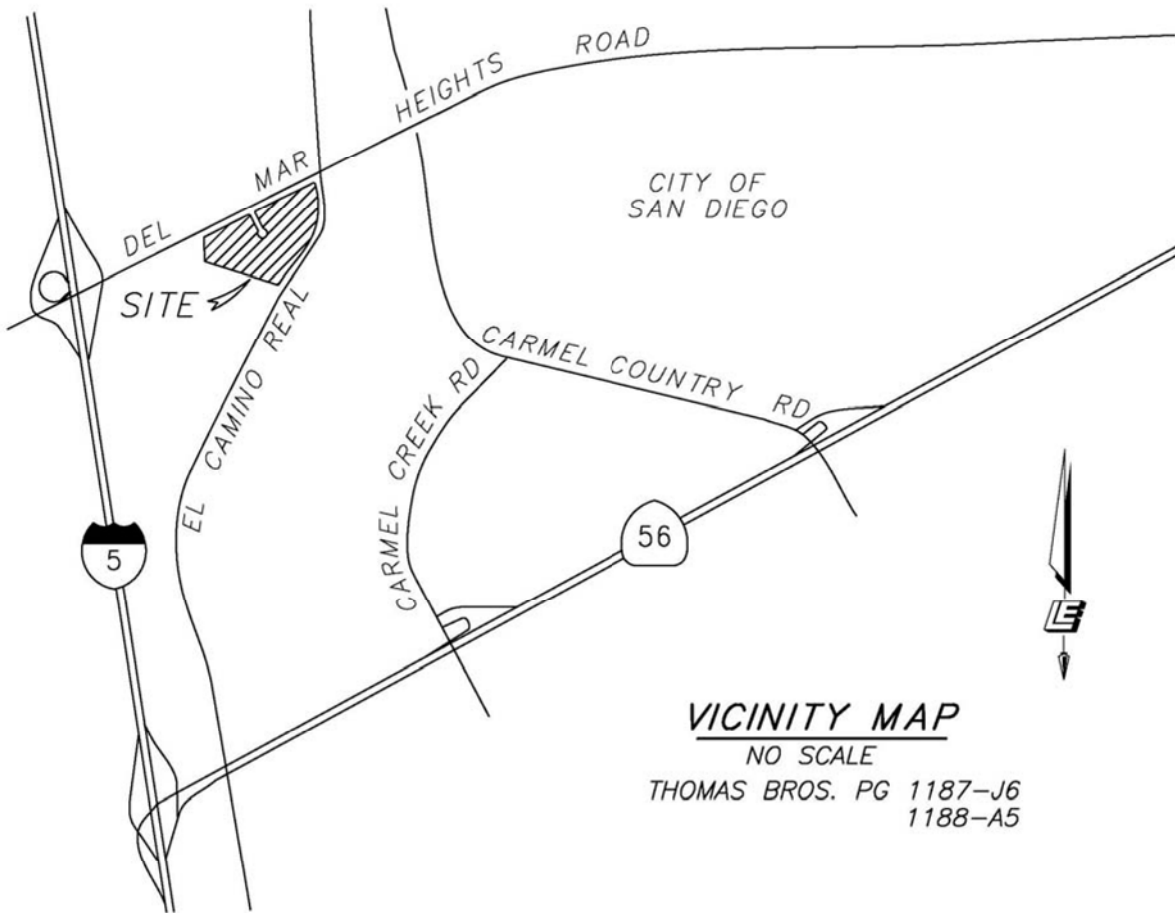 DEL MAR HEIGHTS ROAD
CITY OF
SAN DIEGO
SITE
EL CAMINO REAL
CARMEL CREEK RD
CARMEL COUNTRY RD
5
56
LE
VICINITY MAP
NO SCALE
THOMAS BROS. PG 1187-J6
1188-A5